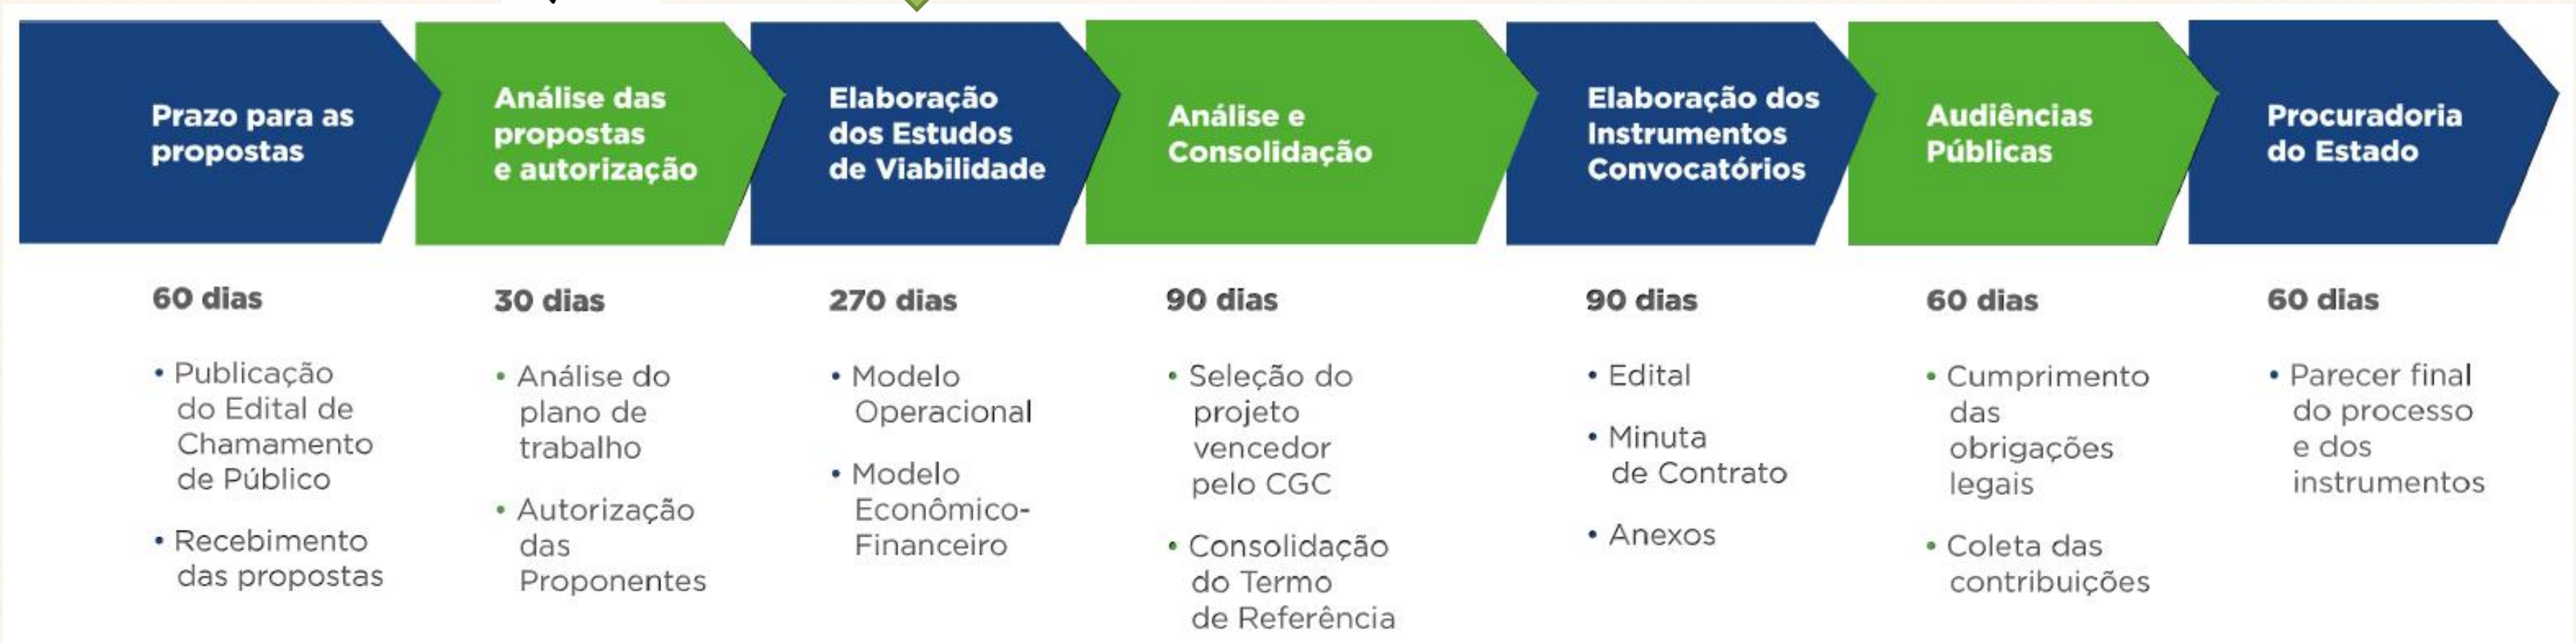 Prazo para as
propostas
60 dias
• Publicação
do Edital de
Chamamento
de Público
• Recebimento
das propostas
Análise das
propostas
e autorização
30 dias
• Análise do
plano de
trabalho
• Autorização
das
Proponentes
Elaboração
dos Estudos
de Viabilidade
270 dias
• Modelo
Operacional
• Modelo
Econômico-
Financeiro
Análise e
Consolidação
90 dias
• Seleção do
projeto
vencedor
pelo CGC
• Consolidação
do Termo
de Referência
Elaboração dos
Instrumentos
Convocatórios
90 dias
• Edital
• Minuta
de Contrato
• Anexos
Audiências
Públicas
60 dias
• Cumprimento
das
obrigações
legais
• Coleta das
contribuições
Procuradoria
do Estado
60 dias
• Parecer final
do processo
e dos
instrumentos